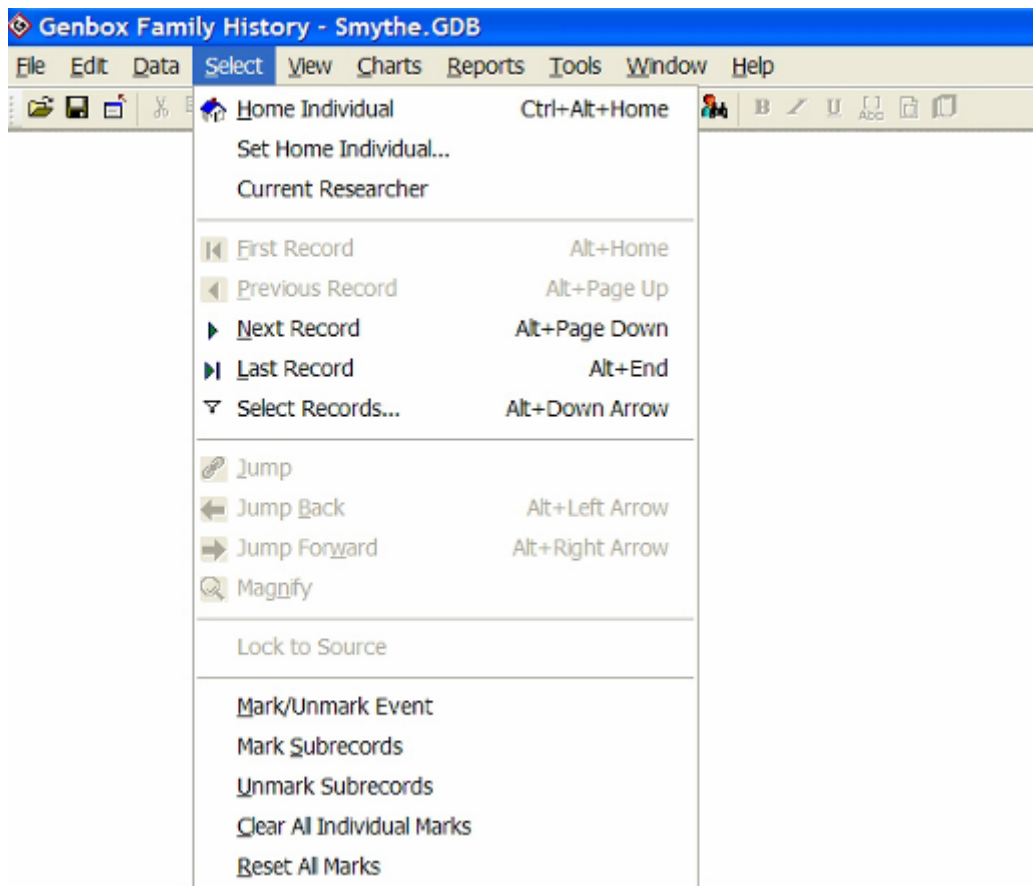 Genbox Family History - Smythe.GDB
File Edit Data Select View Charts Reports Tools Window Help
B I U ABC
Home Individual Ctrl+Alt+Home
Set Home Individual...
Current Researcher
First Record Alt+Home
Previous Record Alt+Page Up
Next Record Alt+Page Down
Last Record Alt+End
Select Records... Alt+Down Arrow
Jump
Jump Back Alt+Left Arrow
Jump Forward Alt+Right Arrow
Magnify
Lock to Source
Mark/Unmark Event
Mark Subrecords
Unmark Subrecords
Clear All Individual Marks
Reset All Marks